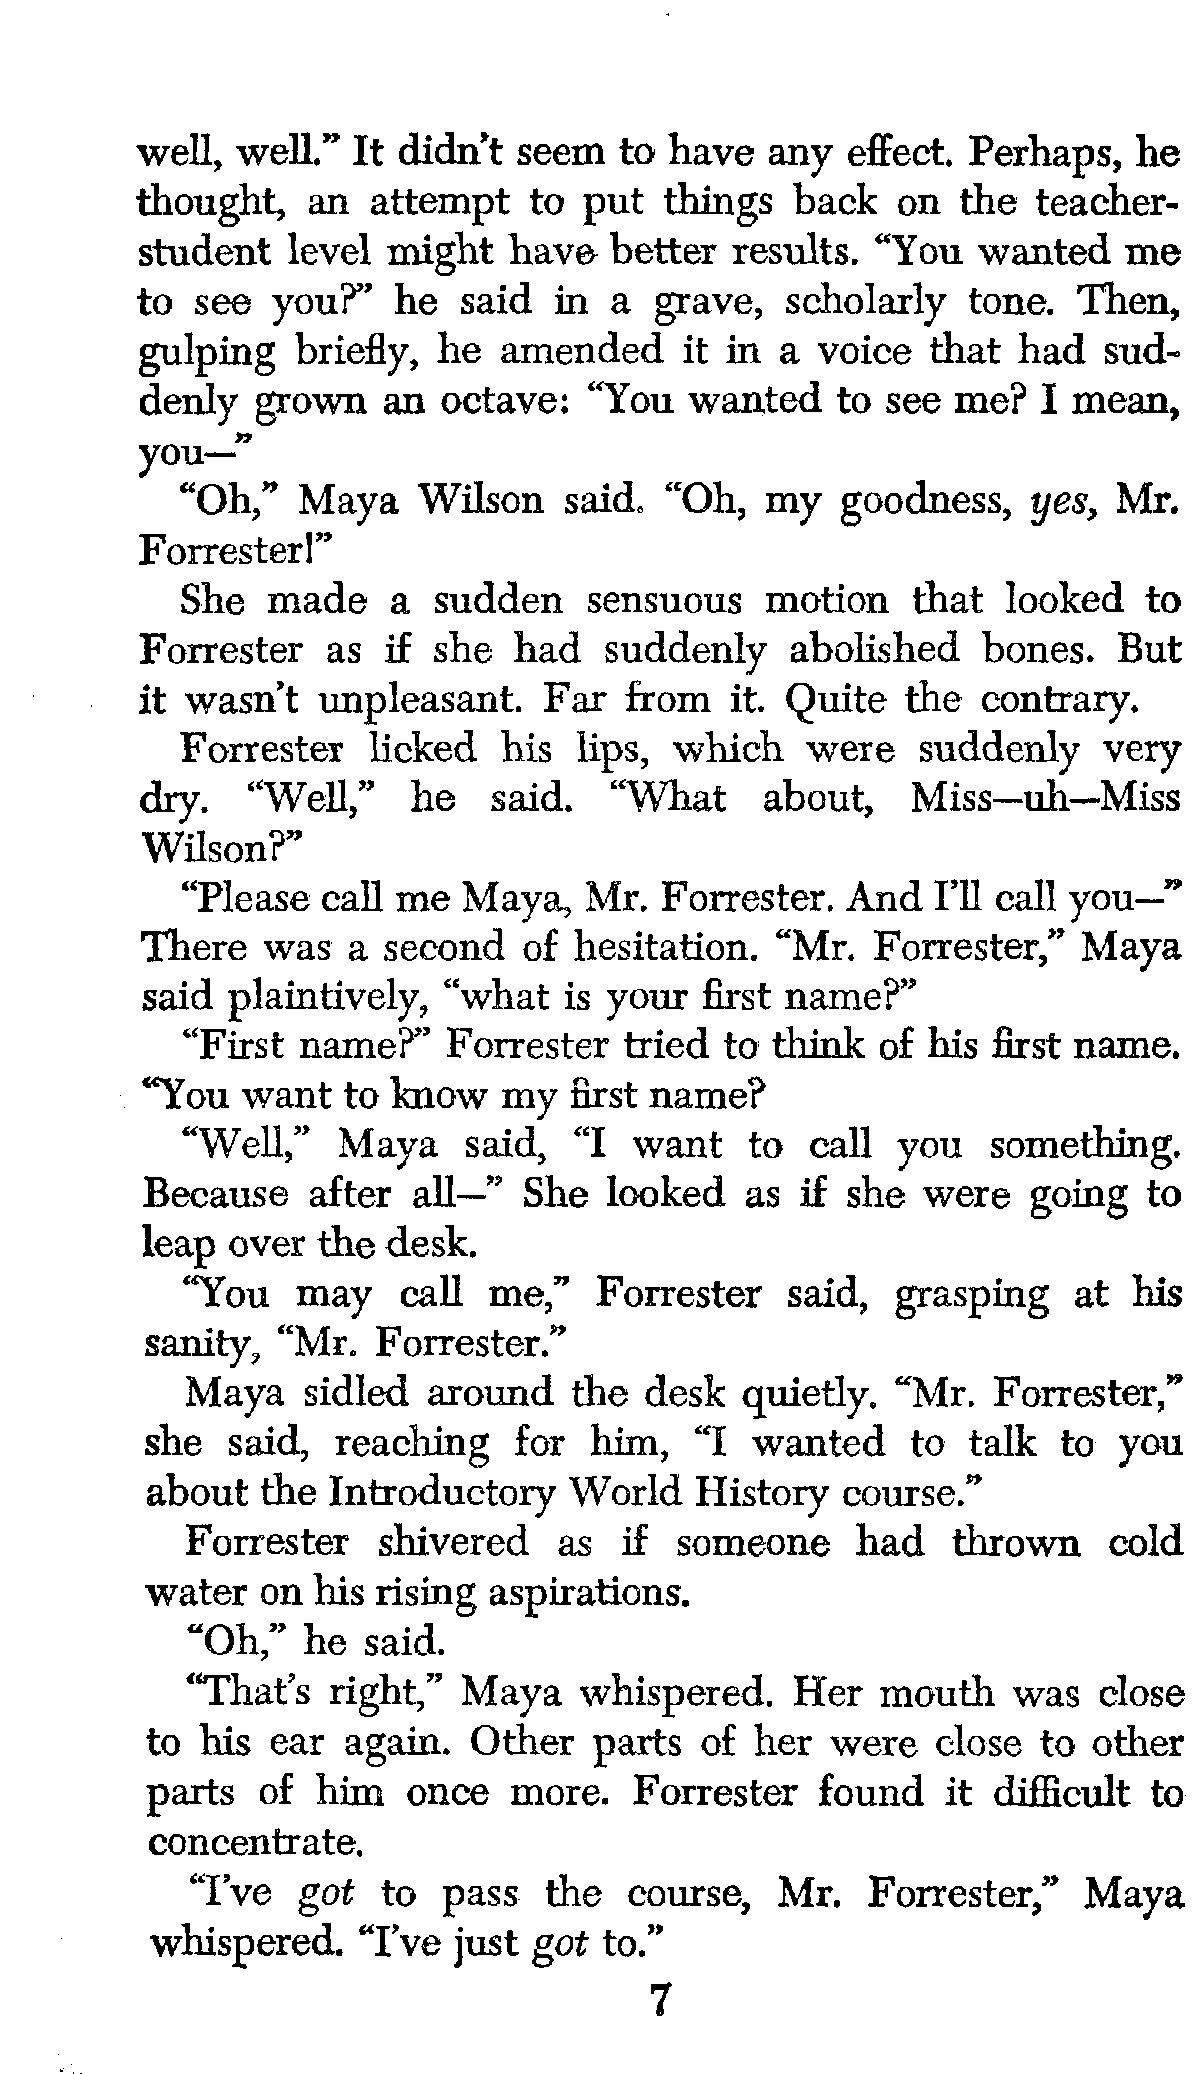 well, well.” It didn’t seem to have any effect. Perhaps, he
thought, an attempt to put things back on the teacher-
student level might have better results. “You wanted me
to see you?” he said in a grave, scholarly tone. Then,
gulping briefly, he amended it in a voice that had sud-
denly grown an octave: “You wanted to see me? I mean,
you—”
“Oh,” Maya Wilson said. “Oh, my goodness, yes, Mr.
Forrester!”
She made a sudden sensuous motion that looked to
Forrester as if she had suddenly abolished bones. But
it wasn’t unpleasant. Far from it. Quite the contrary.
Forrester licked his lips, which were suddenly very
dry. “Well,” he said. “What about, Miss—uh—Miss
Wilson?”
“Please call me Maya, Mr. Forrester. And I’ll call you—”
There was a second of hesitation. “Mr. Forrester,” Maya
said plaintively, “what is your first name?”
“First name?” Forrester tried to think of his first name.
“You want to know my first name?
“Well,” Maya said, “I want to call you something.
Because after all—” She looked as if she were going to
leap over the desk.
“You may call me,” Forrester said, grasping at his
sanity, “Mr. Forrester.”
Maya sidled around the desk quietly. “Mr. Forrester,”
she said, reaching for him, “I wanted to talk to you
about the Introductory World History course.”
Forrester shivered as if someone had thrown cold
water on his rising aspirations.
“Oh,” he said.
“That’s right,” Maya whispered. Her mouth was close
to his ear again. Other parts of her were close to other
parts of him once more. Forrester found it difficult to
concentrate.
“I’ve got to pass the course, Mr. Forrester,” Maya
whispered. “I’ve just got to.”
7